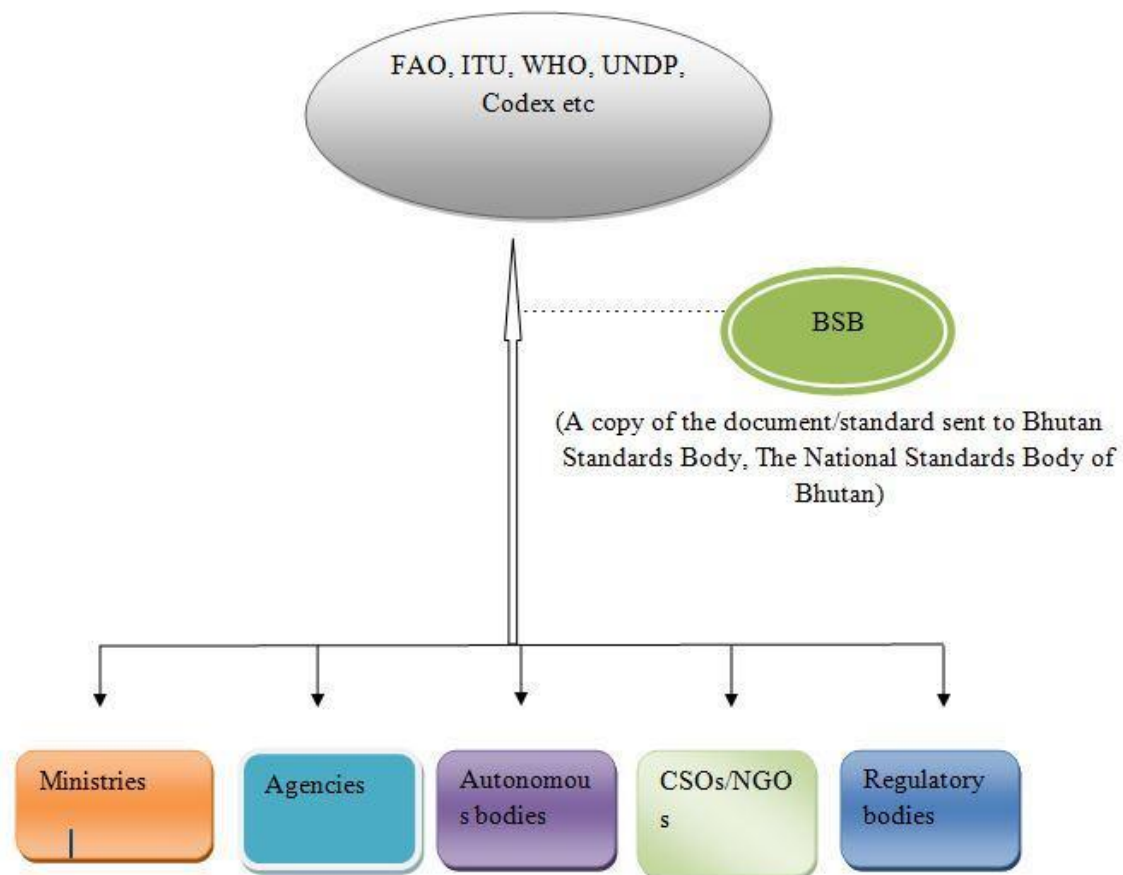 FAO, ITU, WHO, UNDP,
Codex etc
BSB
(A copy of the document/standard sent to Bhutan
Standards Body, The National Standards Body of
Bhutan)
Ministries
Agencies
Autonomou
s bodies
CSOs/NGO
s
Regulatory
bodies